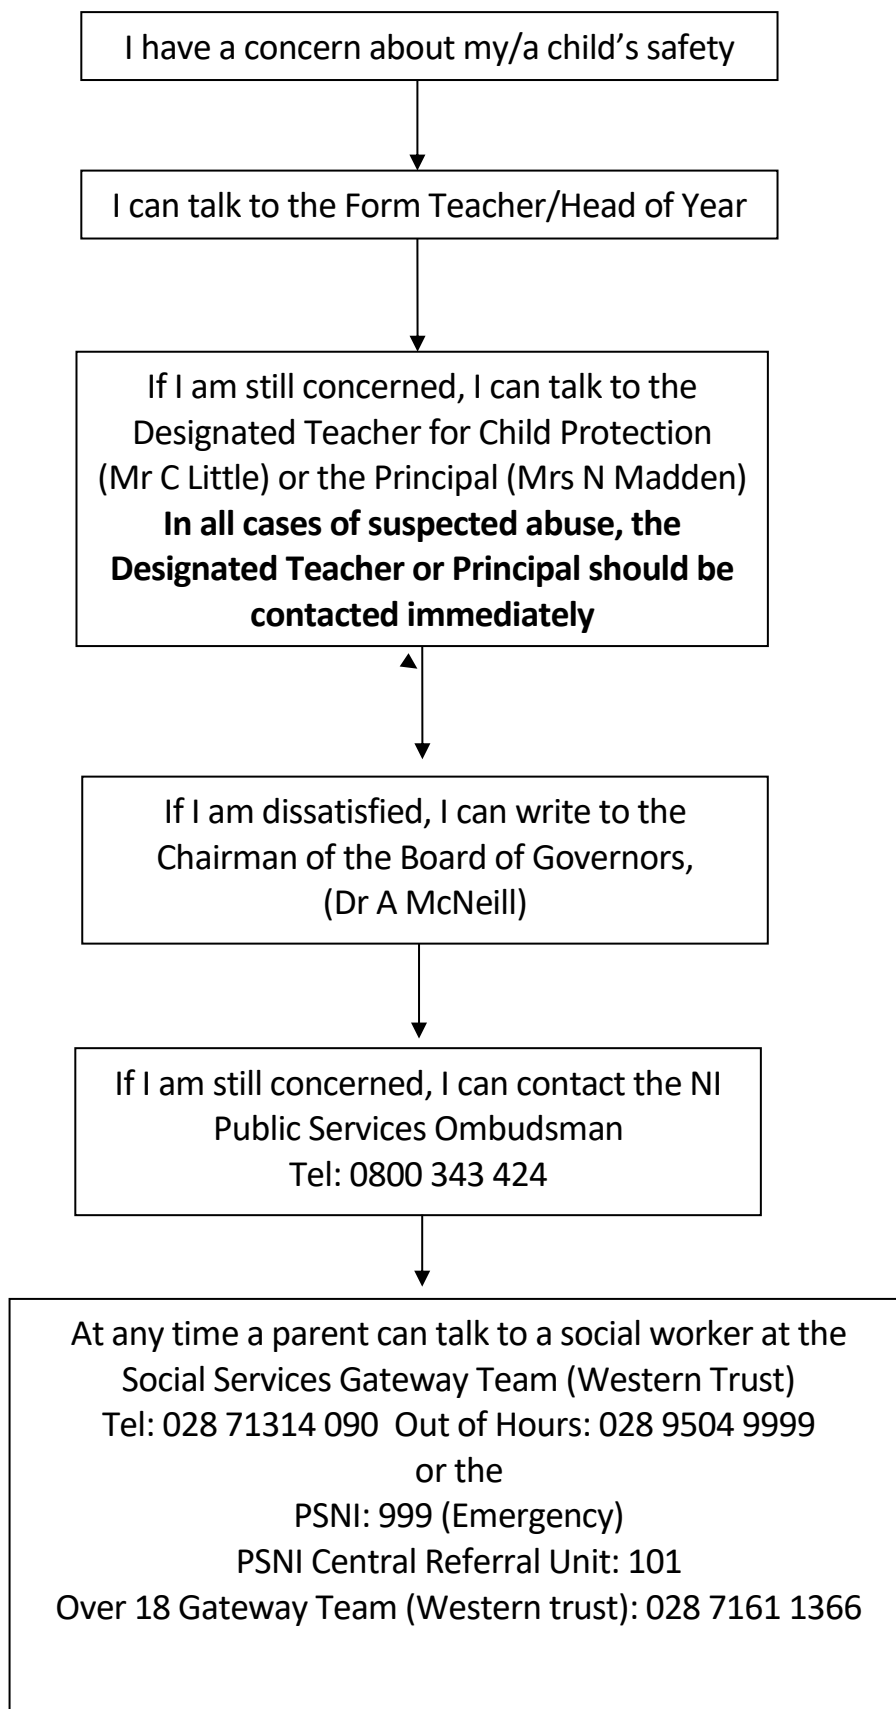 I have a concern about my/a child’s safety
I can talk to the Form Teacher/Head of Year
If I am still concerned, I can talk to the
Designated Teacher for Child Protection
(Mr C Little) or the Principal (Mrs N Madden)
In all cases of suspected abuse, the
Designated Teacher or Principal should be
contacted immediately
If I am dissatisfied, I can write to the
Chairman of the Board of Governors,
(Dr A McNeill)
If I am still concerned, I can contact the NI
Public Services Ombudsman
Tel: 0800 343 424
At any time a parent can talk to a social worker at the
Social Services Gateway Team (Western Trust)
Tel: 028 71314 090  Out of Hours: 028 9504 9999
or the
PSNI: 999 (Emergency)
PSNI Central Referral Unit: 101
Over 18 Gateway Team (Western trust): 028 7161 1366